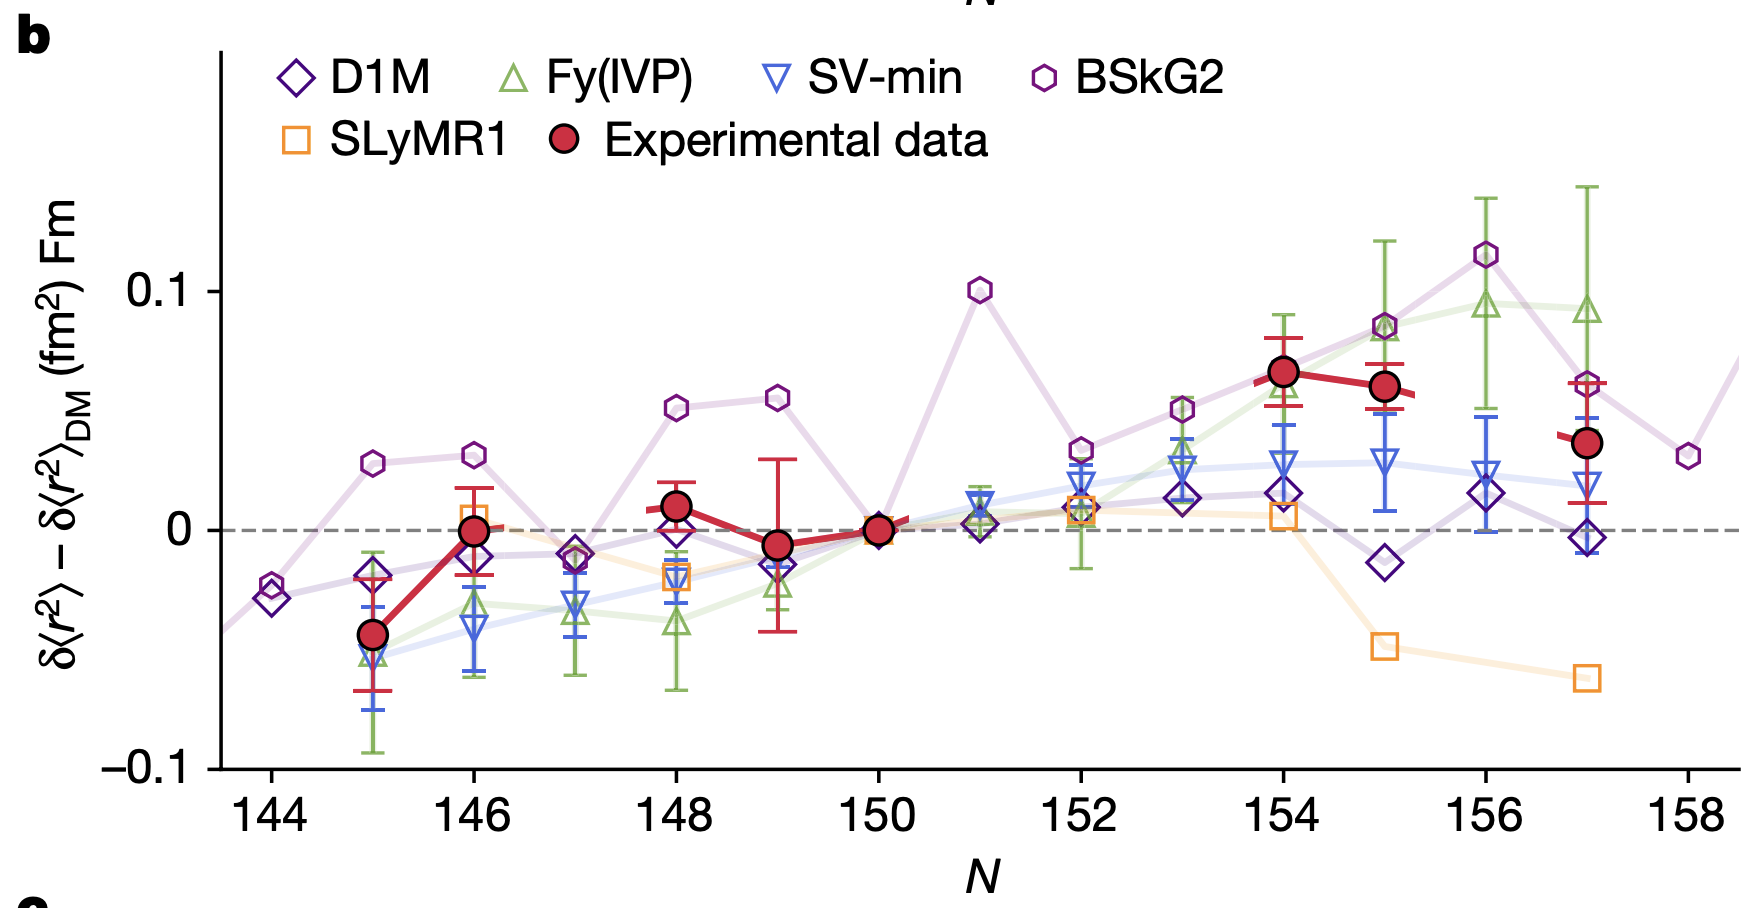 N
b
D1M Fy(IVP) SV-min BSkG2
SLyMR1 Experimental data
δ⟨r²⟩ − δ⟨r²⟩DM (fm²) Fm
0.1
0
−0.1
144 146 148 150 152 154 156 158
N